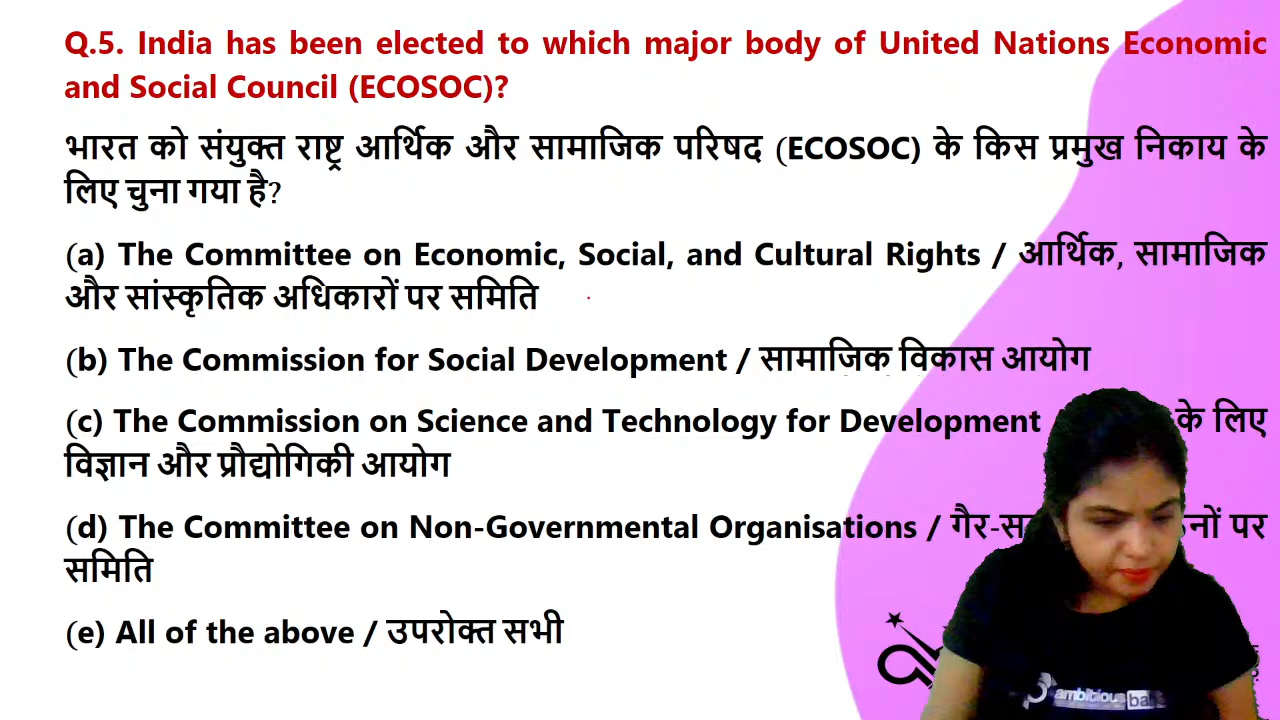 Q.5. India has been elected to which major body of United Nations Economic
and Social Council (ECOSOC)?
भारत को संयुक्त राष्ट्र आर्थिक और सामाजिक परिषद (ECOSOC) के किस प्रमुख निकाय के
लिए चुना गया है?
(a) The Committee on Economic, Social, and Cultural Rights / आर्थिक, सामाजिक
और सांस्कृतिक अधिकारों पर समिति
(b) The Commission for Social Development / सामाजिक विकास आयोग
(c) The Commission on Science and Technology for Development के लिए
विज्ञान और प्रौद्योगिकी आयोग
(d) The Committee on Non-Governmental Organisations / पर
समिति
(e) All of the above / उपरोक्त सभी
ambitious